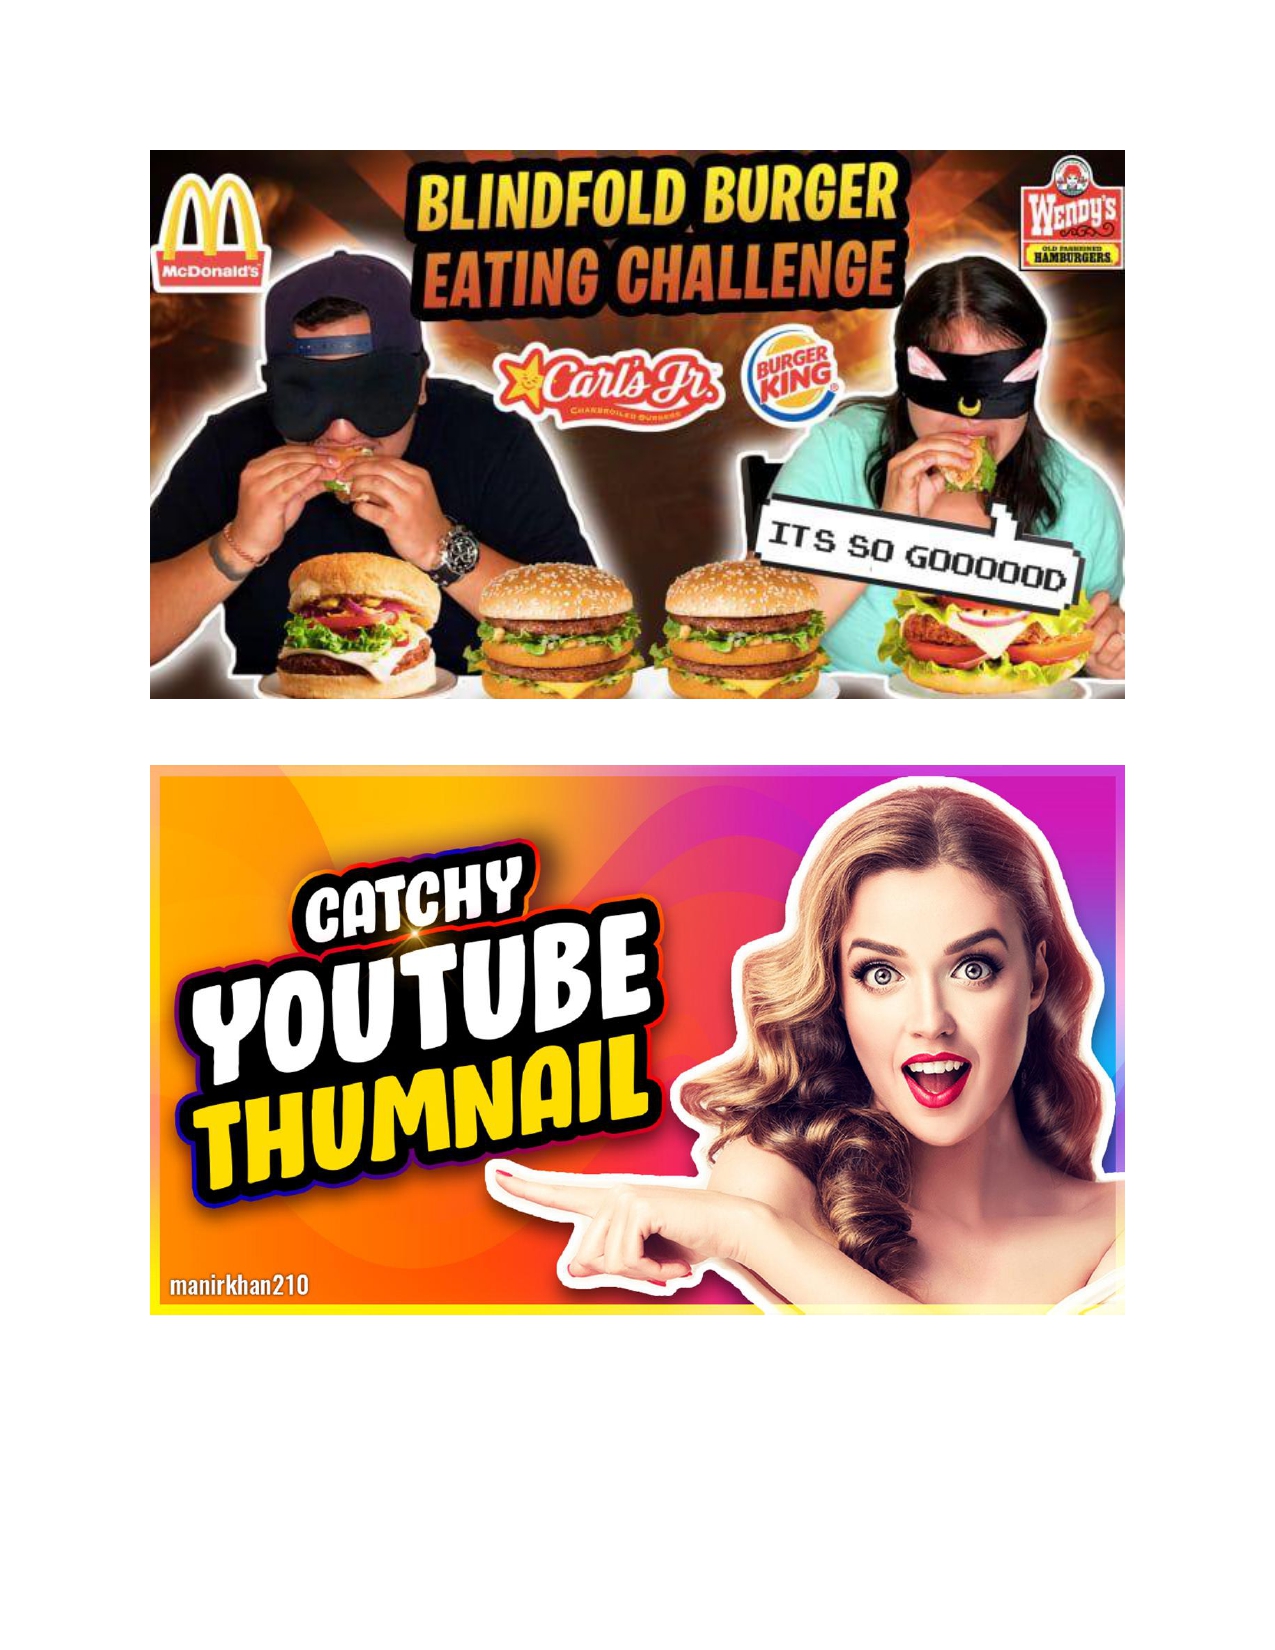 BLINDFOLD BURGER
EATING CHALLENGE
McDonald's
WENDY'S
OLD FASHIONED
HAMBURGERS.
Carl's Jr.
CHARBROILED BURGERS
BURGER
KING
ITS SO GOOOOOD
CATCHY
YOUTUBE
THUMNAIL
manirkhan210